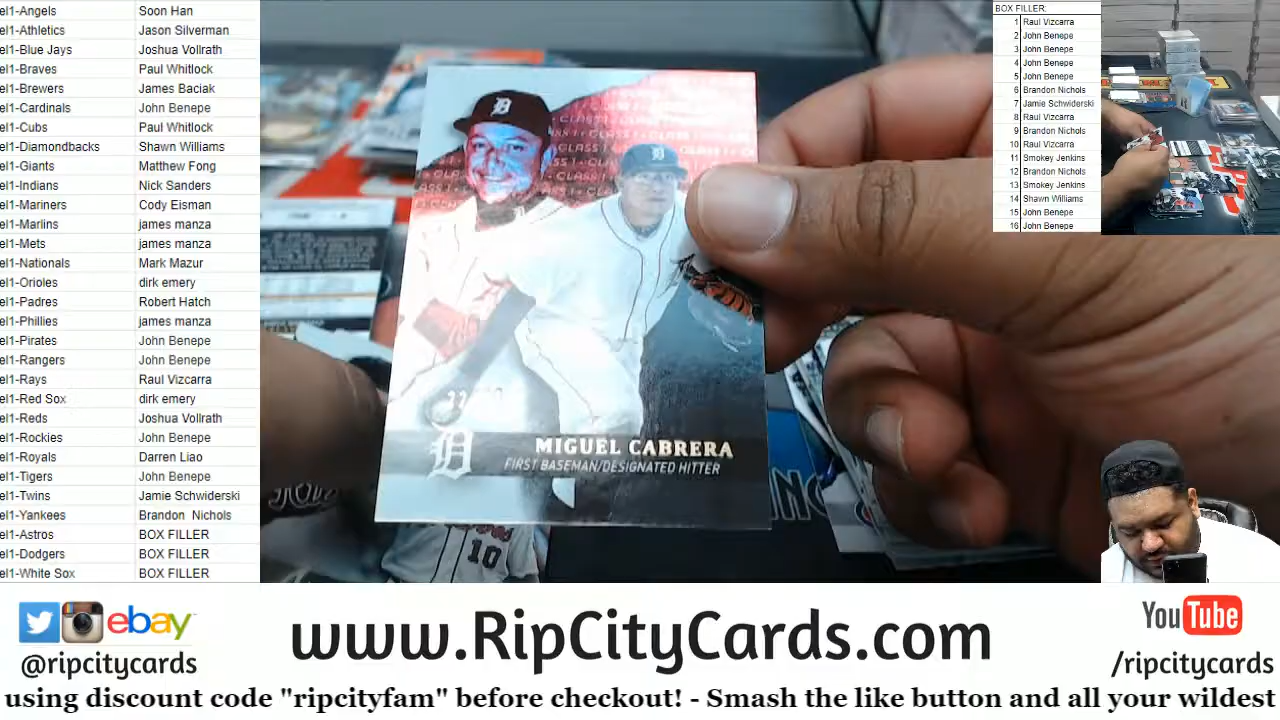 el1-Angels Soon Han
el1-Athletics Jason Silverman
el1-Blue Jays Joshua Vollrath
el1-Braves Paul Whitlock
el1-Brewers James Baciak
el1-Cardinals John Benepe
el1-Cubs Paul Whitlock
el1-Diamondbacks Shawn Williams
el1-Giants Matthew Fong
el1-Indians Nick Sanders
el1-Mariners Cody Eisman
el1-Marlins james manza
el1-Mets james manza
el1-Nationals Mark Mazur
el1-Orioles dirk emery
el1-Padres Robert Hatch
el1-Phillies james manza
el1-Pirates John Benepe
el1-Rangers John Benepe
el1-Rays Raul Vizcarra
el1-Red Sox dirk emery
el1-Reds Joshua Vollrath
el1-Rockies John Benepe
el1-Royals Darren Liao
el1-Tigers John Benepe
el1-Twins Jamie Schwiderski
el1-Yankees Brandon Nichols
el1-Astros BOX FILLER
el1-Dodgers BOX FILLER
el1-White Sox BOX FILLER
D
D
CLASS 1
MIGUEL CABRERA
FIRST BASEMAN/DESIGNATED HITTER
D
10
BOX FILLER:
1 Raul Vizcarra
2 John Benepe
3 John Benepe
4 John Benepe
5 John Benepe
6 Brandon Nichols
7 Jamie Schwiderski
8 Raul Vizcarra
9 Brandon Nichols
10 Raul Vizcarra
11 Smokey Jenkins
12 Brandon Nichols
13 Smokey Jenkins
14 Shawn Williams
15 John Benepe
16 John Benepe
ebay
@ripcitycards
www.RipCityCards.com
YouTube
/ripcitycards
using discount code "ripcityfam" before checkout! - Smash the like button and all your wildest